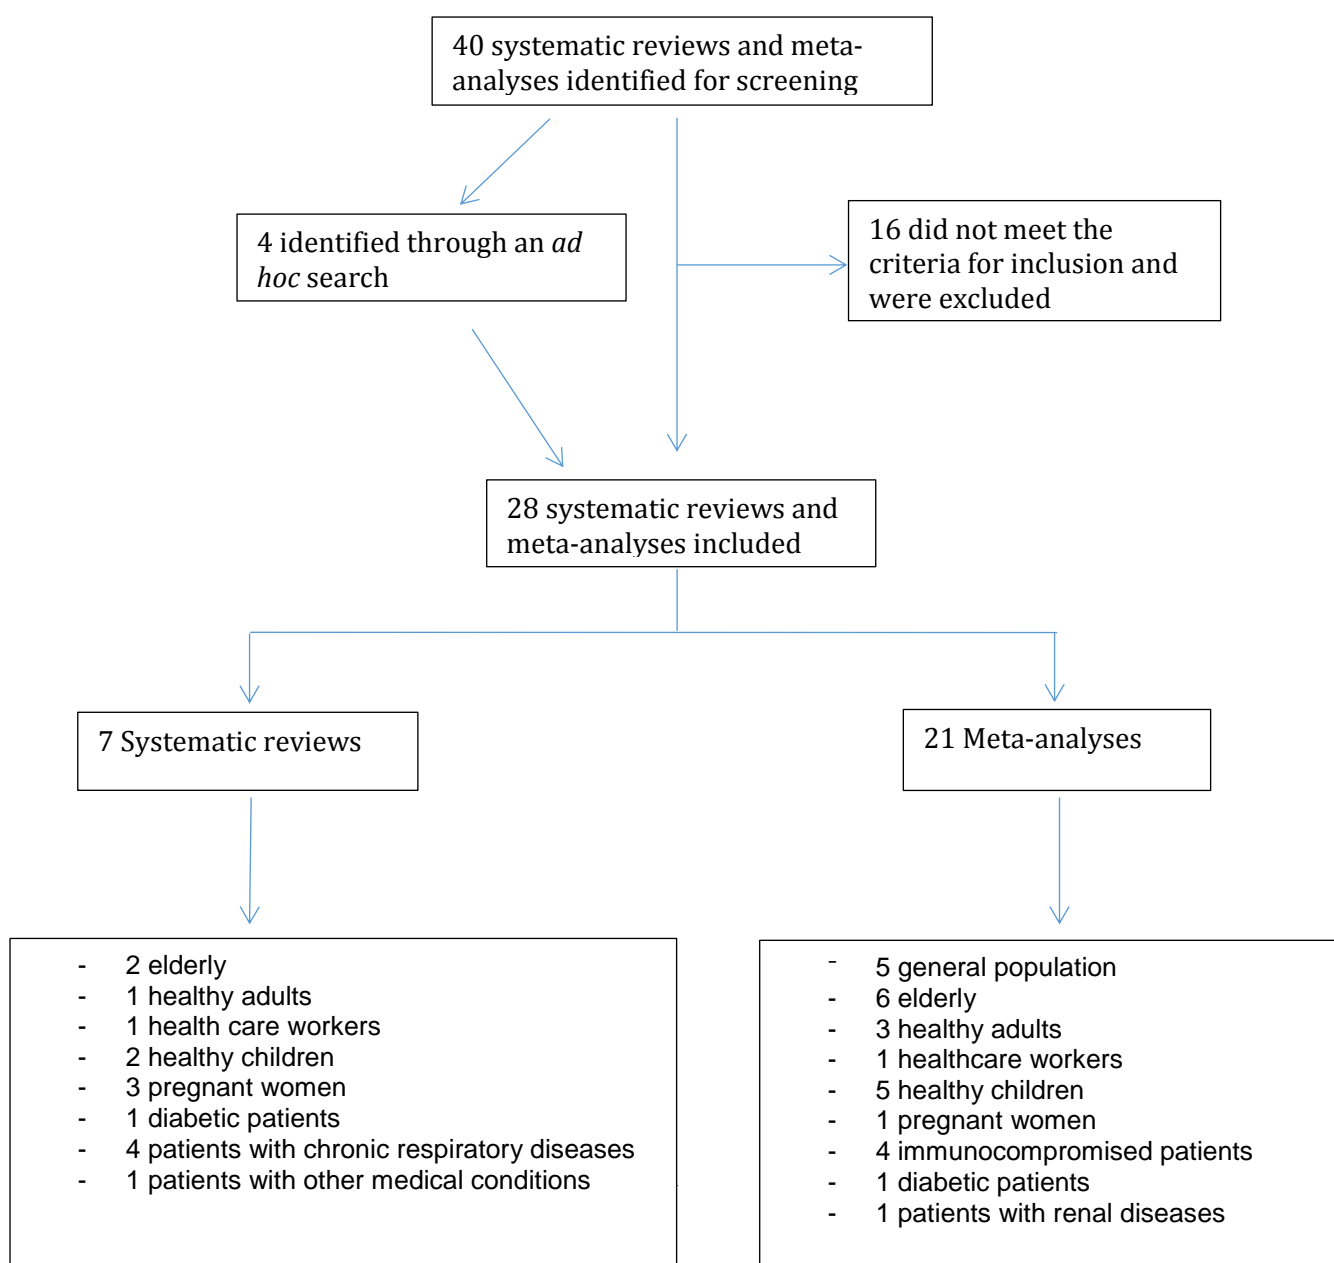 40 systematic reviews and meta-
analyses identified for screening
4 identified through an ad
hoc search
16 did not meet the
criteria for inclusion and
were excluded
28 systematic reviews and
meta-analyses included
7 Systematic reviews
21 Meta-analyses
- 2 elderly
- 1 healthy adults
- 1 health care workers
- 2 healthy children
- 3 pregnant women
- 1 diabetic patients
- 4 patients with chronic respiratory diseases
- 1 patients with other medical conditions
- 5 general population
- 6 elderly
- 3 healthy adults
- 1 healthcare workers
- 5 healthy children
- 1 pregnant women
- 4 immunocompromised patients
- 1 diabetic patients
- 1 patients with renal diseases